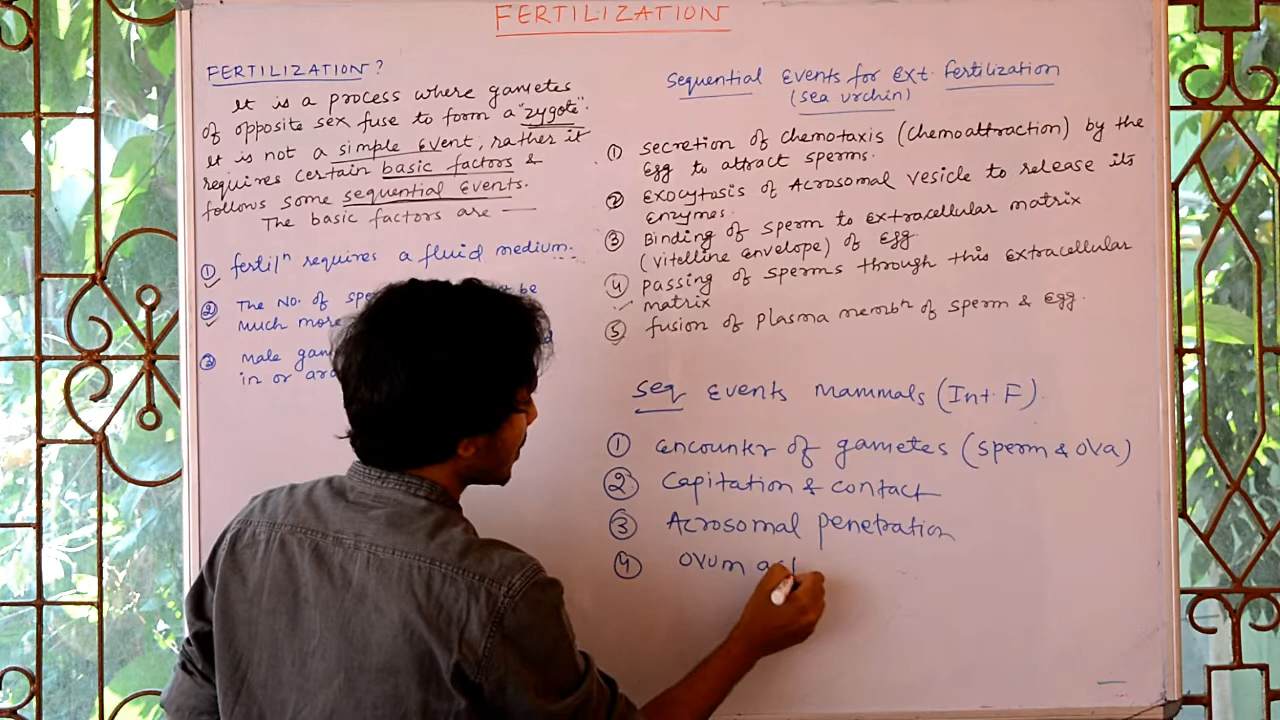 FERTILIZATION
FERTILIZATION?
It is a process where gametes
of opposite sex fuse to form a "zygote".
It is not a simple Event, rather it
requires certain basic factors &
follows some sequential Events.
The basic factors are —
① fertilⁿ requires a fluid medium.
② The No. of be
much more
③ Male
in or
Sequential Events for Ext. fertilization
(sea urchin)
① secretion of chemotaxis (chemoattraction) by the
Egg to attract sperms.
② Exocytosis of Acrosomal vesicle to release its
Enzymes.
③ Binding of sperm to Extracellular matrix
(vitelline envelope) of Egg.
④ passing of sperms through this extracellular
matrix
⑤ fusion of plasma membⁿ of sperm & Egg.
Seq Events Mammals (Int. F)
① encounter of gametes (sperm & ova)
② Capitation & contact
③ Acrosomal penetration
④ Ovum